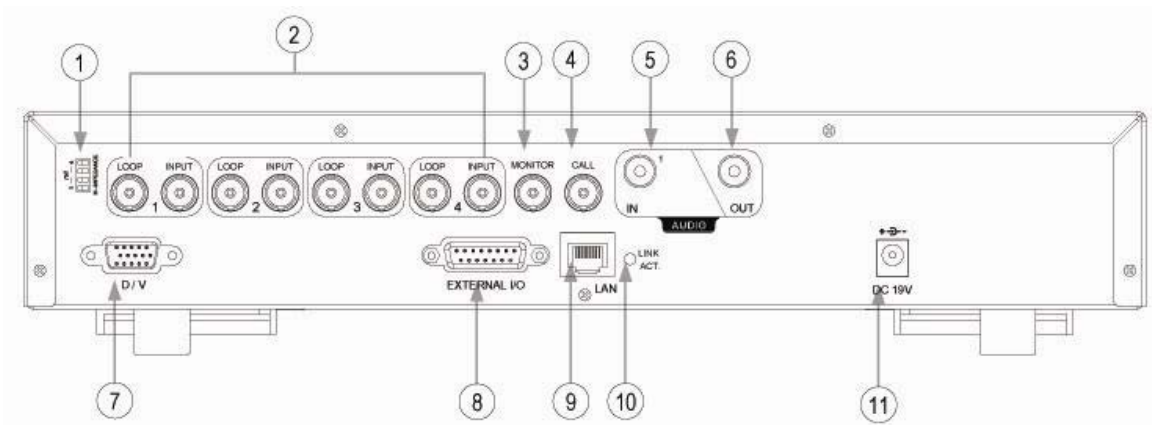 1 2 3 4 5 6
LOOP INPUT LOOP INPUT LOOP INPUT LOOP INPUT MONITOR CALL
1 2 3 4
1
IN OUT
AUDIO
D / V
EXTERNAL I/O
LAN
LINK
ACT.
DC 19V
7 8 9 10 11